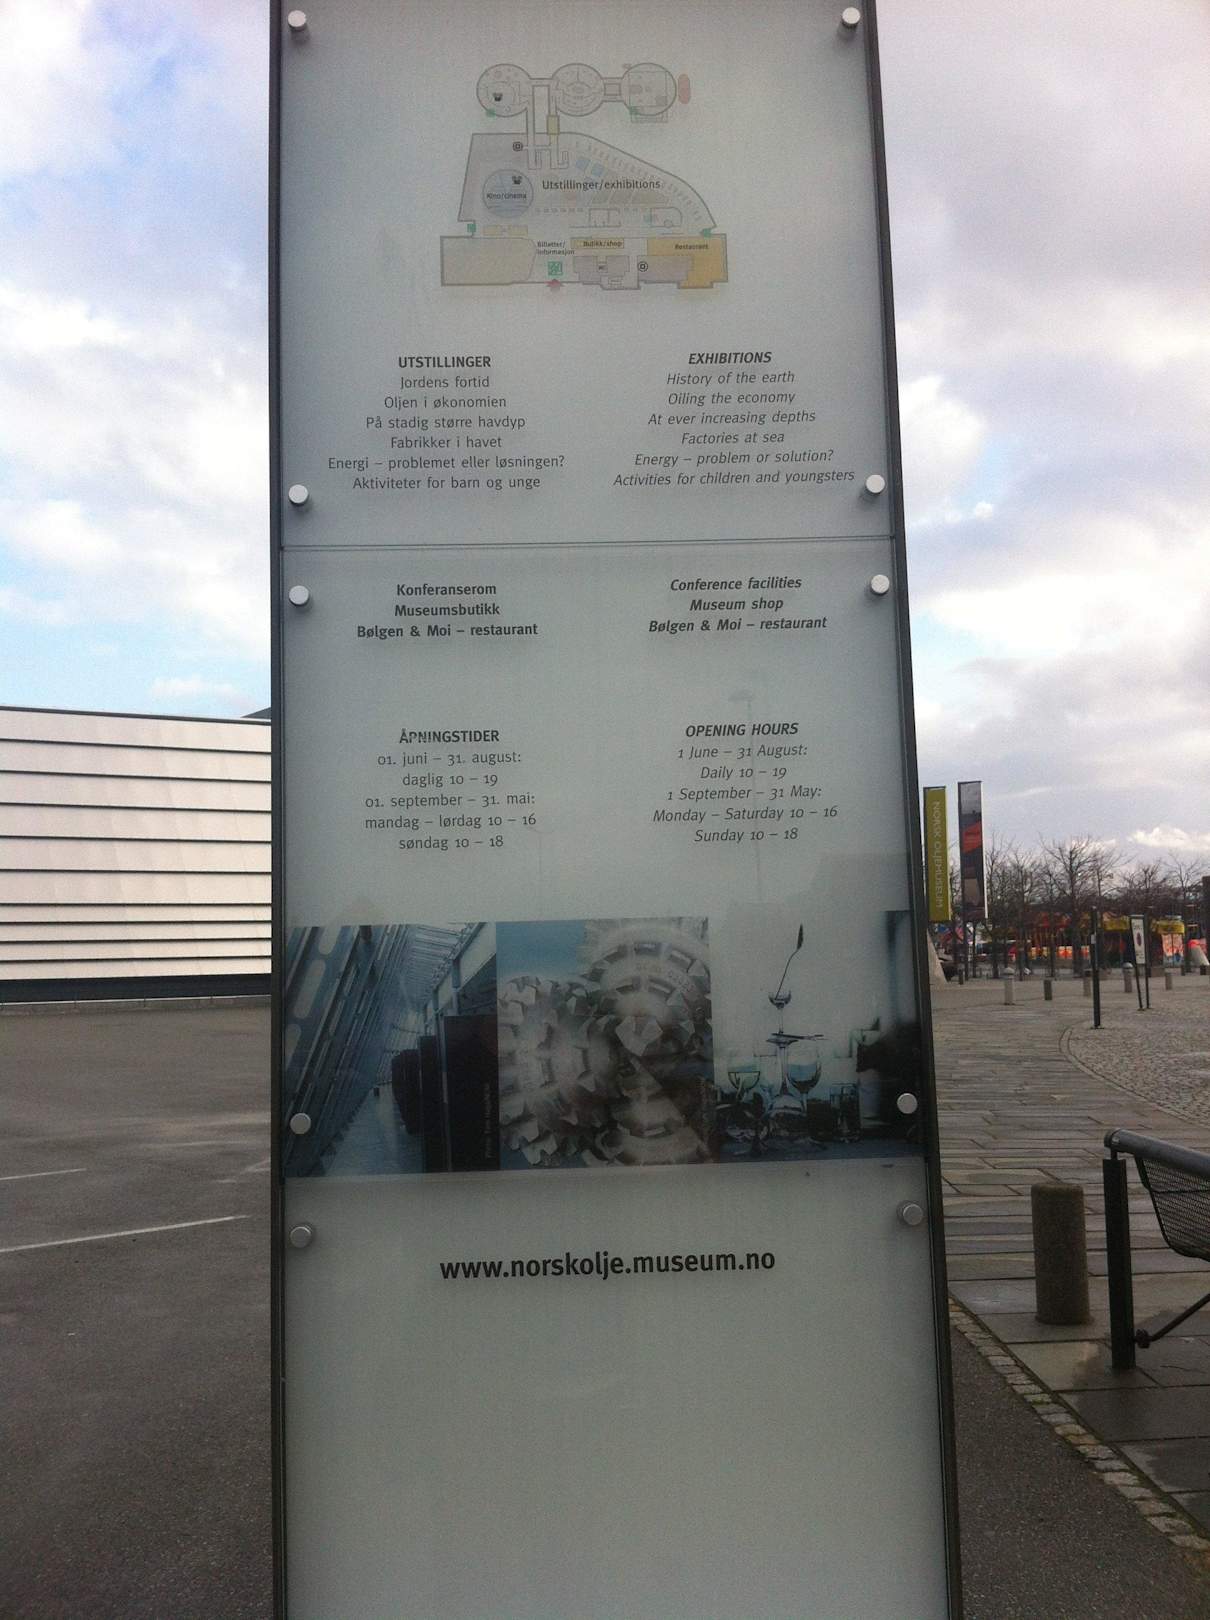 Utstillinger/exhibitions
Kino/cinema
Billetter/
informasjon
Butikk/shop
Restaurant
UTSTILLINGER
Jordens fortid
Oljen i økonomien
På stadig større havdyp
Fabrikker i havet
Energi – problemet eller løsningen?
Aktiviteter for barn og unge
EXHIBITIONS
History of the earth
Oiling the economy
At ever increasing depths
Factories at sea
Energy – problem or solution?
Activities for children and youngsters
Konferanserom
Museumsbutikk
Bølgen & Moi – restaurant
Conference facilities
Museum shop
Bølgen & Moi – restaurant
ÅPNINGSTIDER
01. juni – 31. august:
daglig 10 – 19
01. september – 31. mai:
mandag – lørdag 10 – 16
søndag 10 – 18
OPENING HOURS
1 June – 31 August:
Daily 10 – 19
1 September – 31 May:
Monday – Saturday 10 – 16
Sunday 10 – 18
NORSK OLJEMUSEUM
www.norskolje.museum.no